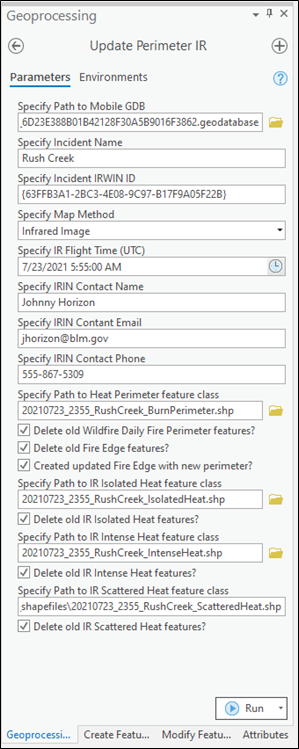 Geoprocessing
Update Perimeter IR
Parameters Environments
Specify Path to Mobile GDB
_6D23E388B01B42128F30A5B9016F3862.geodatabase
Specify Incident Name
Rush Creek
Specify Incident IRWIN ID
{63FFB3A1-2BC3-4E08-9C97-B17F9A05F22B}
Specify Map Method
Infrared Image
Specify IR Flight Time (UTC)
7/23/2021 5:55:00 AM
Specify IRIN Contact Name
Johnny Horizon
Specify IRIN Contant Email
jhorizon@blm.gov
Specify IRIN Contact Phone
555-867-5309
Specify Path to Heat Perimeter feature class
20210723_2355_RushCreek_BurnPerimeter.shp
Delete old Wildfire Daily Fire Perimeter features?
Delete old Fire Edge features?
Created updated Fire Edge with new perimeter?
Specify Path to IR Isolated Heat feature class
20210723_2355_RushCreek_IsolatedHeat.shp
Delete old IR Isolated Heat features?
Specify Path to IR Intense Heat feature class
20210723_2355_RushCreek_IntenseHeat.shp
Delete old IR Intense Heat features?
Specify Path to IR Scattered Heat feature class
shapefiles\20210723_2355_RushCreek_ScatteredHeat.shp
Delete old IR Scattered Heat features?
Run
Geoprocessi... Create Featu... Modify Featu... Attributes